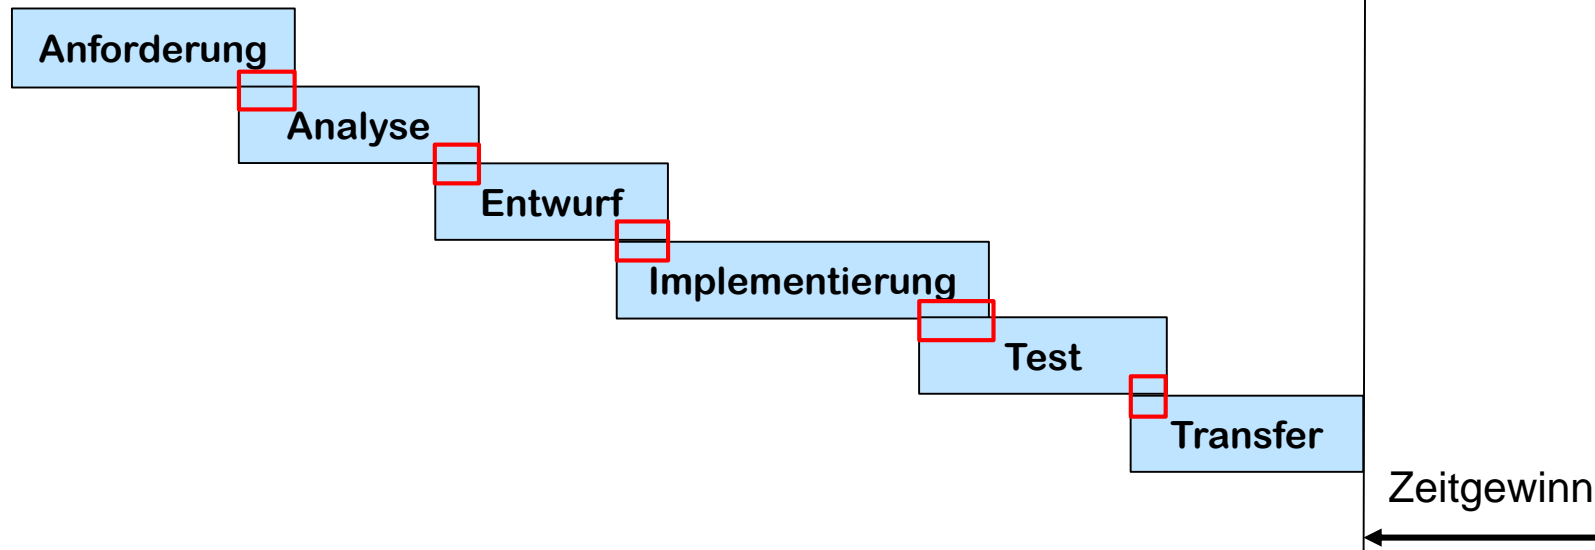 Anforderung
Analyse
Entwurf
Implementierung
Test
Transfer
Zeitgewinn